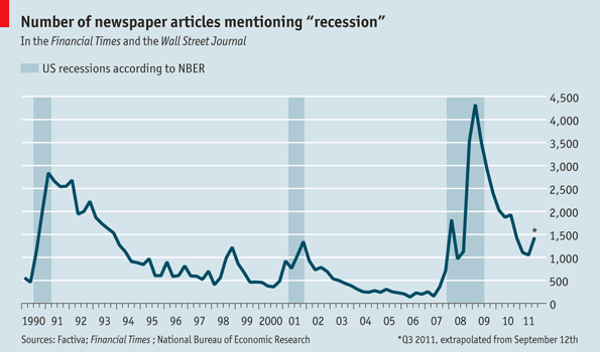 Number of newspaper articles mentioning “recession”
In the Financial Times and the Wall Street Journal
US recessions according to NBER
4,500
4,000
3,500
3,000
2,500
2,000
1,500
1,000
500
0
*
1990 91 92 93 94 95 96 97 98 99 2000 01 02 03 04 05 06 07 08 09 10 11
Sources: Factiva; Financial Times ; National Bureau of Economic Research
*Q3 2011, extrapolated from September 12th